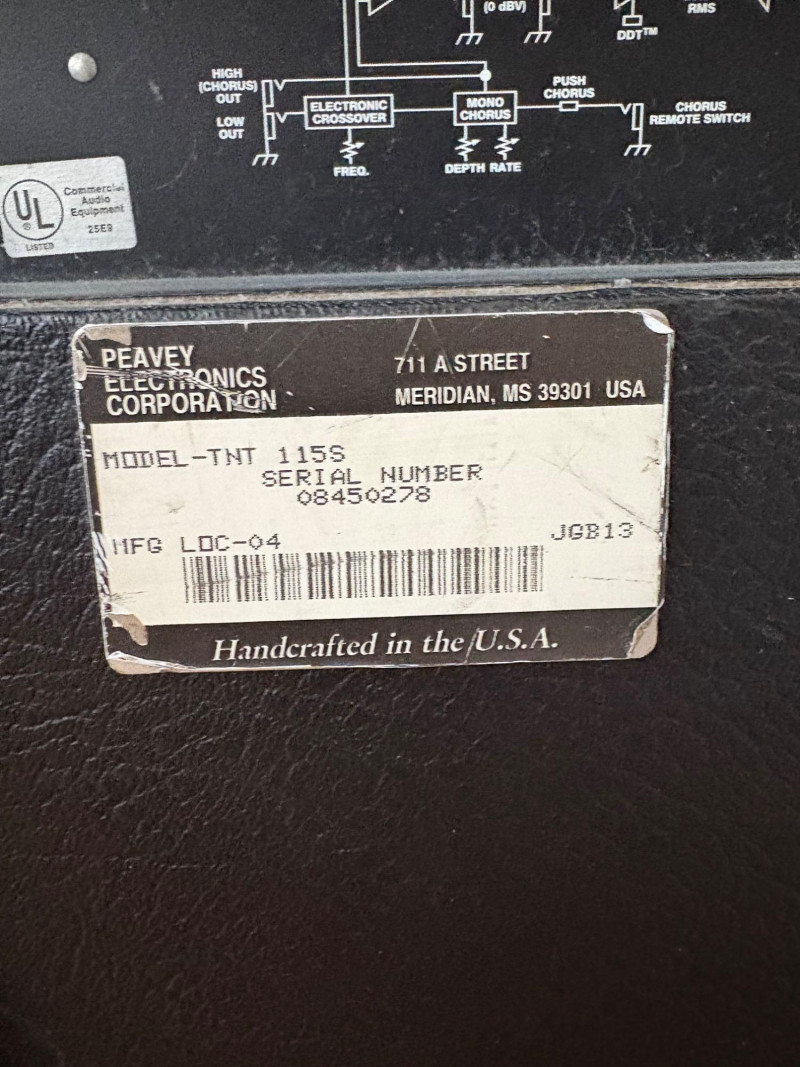 (0 dBV)
RMS
DDT™
HIGH
(CHORUS)
OUT
LOW
OUT
ELECTRONIC
CROSSOVER
FREQ.
MONO
CHORUS
DEPTH RATE
PUSH
CHORUS
CHORUS
REMOTE SWITCH
UL
®
LISTED
Commercial
Audio
Equipment
25E8
PEAVEY
ELECTRONICS
CORPORATION
711 A STREET
MERIDIAN, MS 39301 USA
MODEL-TNT 115S
SERIAL NUMBER
08450278
MFG LOC-04
JGB13
Handcrafted in the U.S.A.